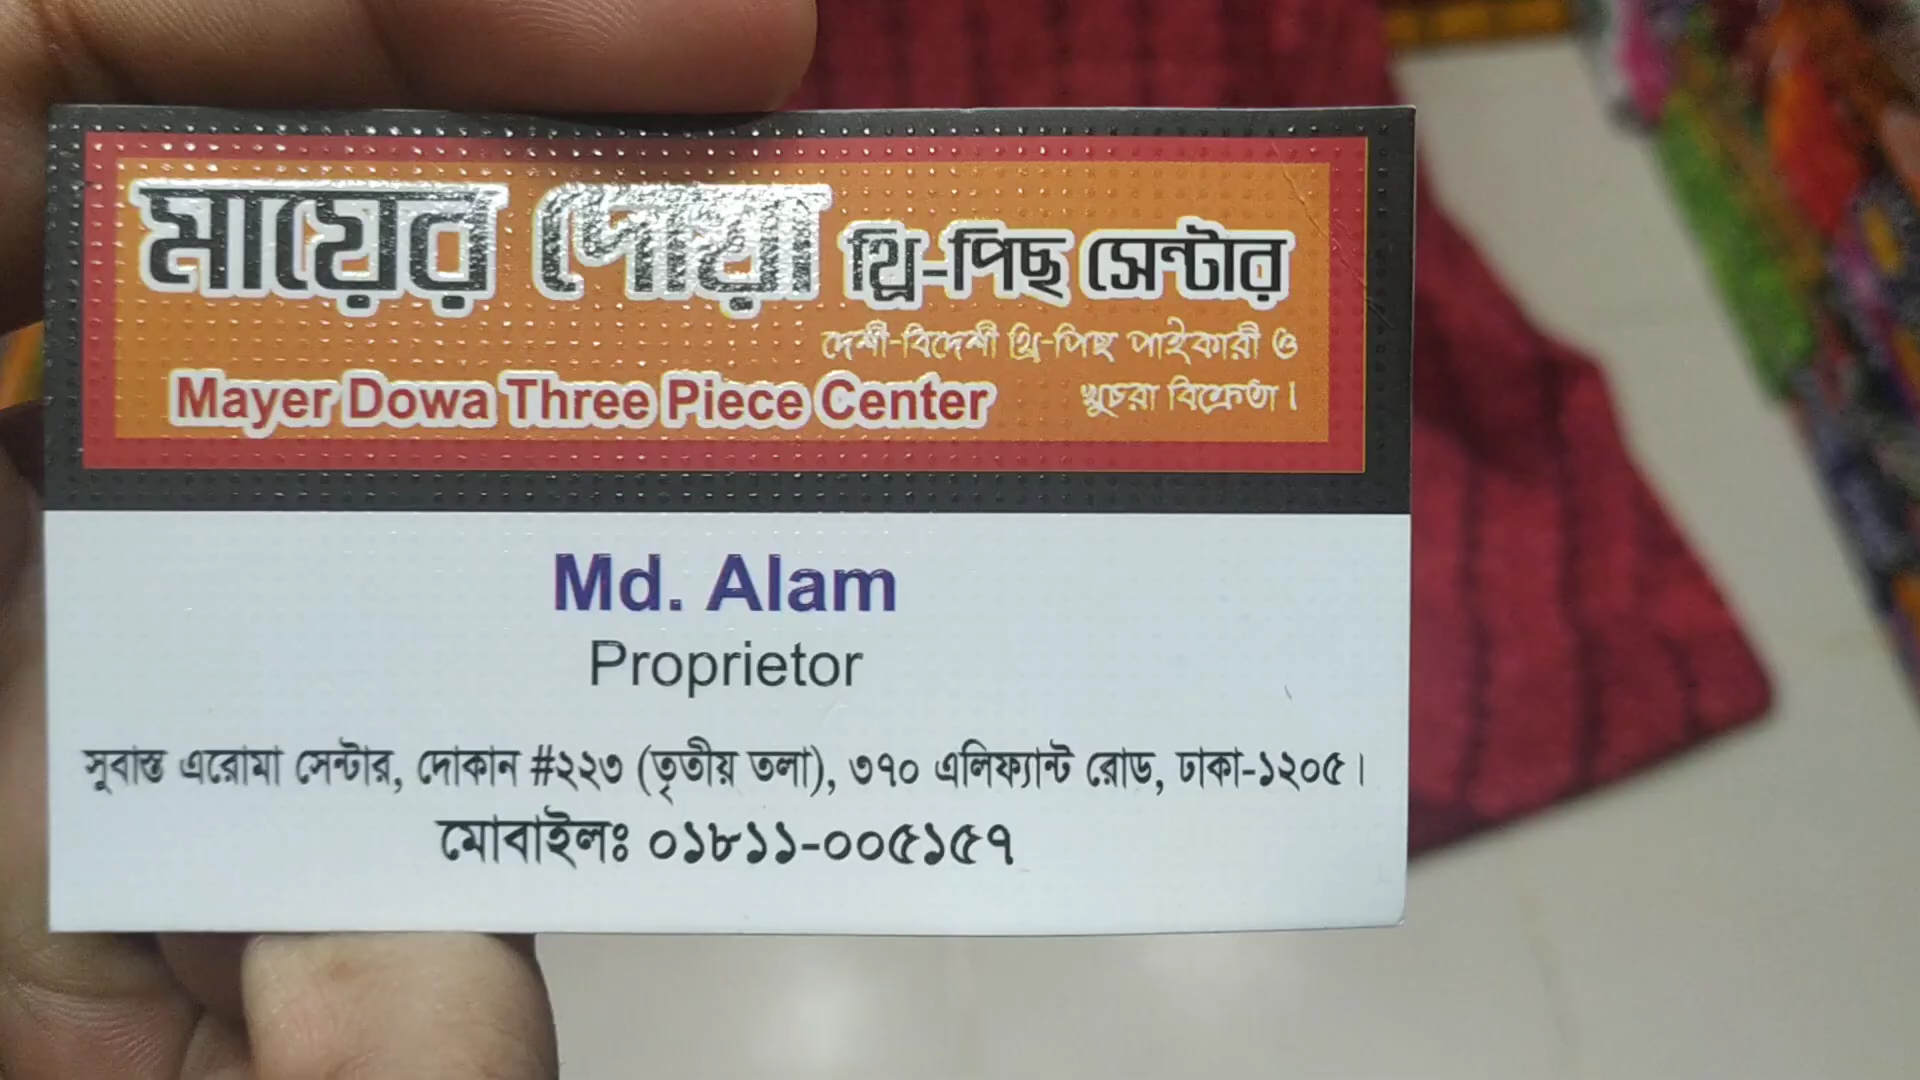 মায়ের দোয়া থ্রি-পিছ সেন্টার
দেশী-বিদেশী থ্রি-পিছ পাইকারী ও
খুচরা বিক্রেতা।
Mayer Dowa Three Piece Center
Md. Alam
Proprietor
সুবাস্ত এরোমা সেন্টার, দোকান #২২৩ (তৃতীয় তলা), ৩৭০ এলিফ্যান্ট রোড, ঢাকা-১২০৫।
মোবাইলঃ ০১৮১১-০০৫১৫৭